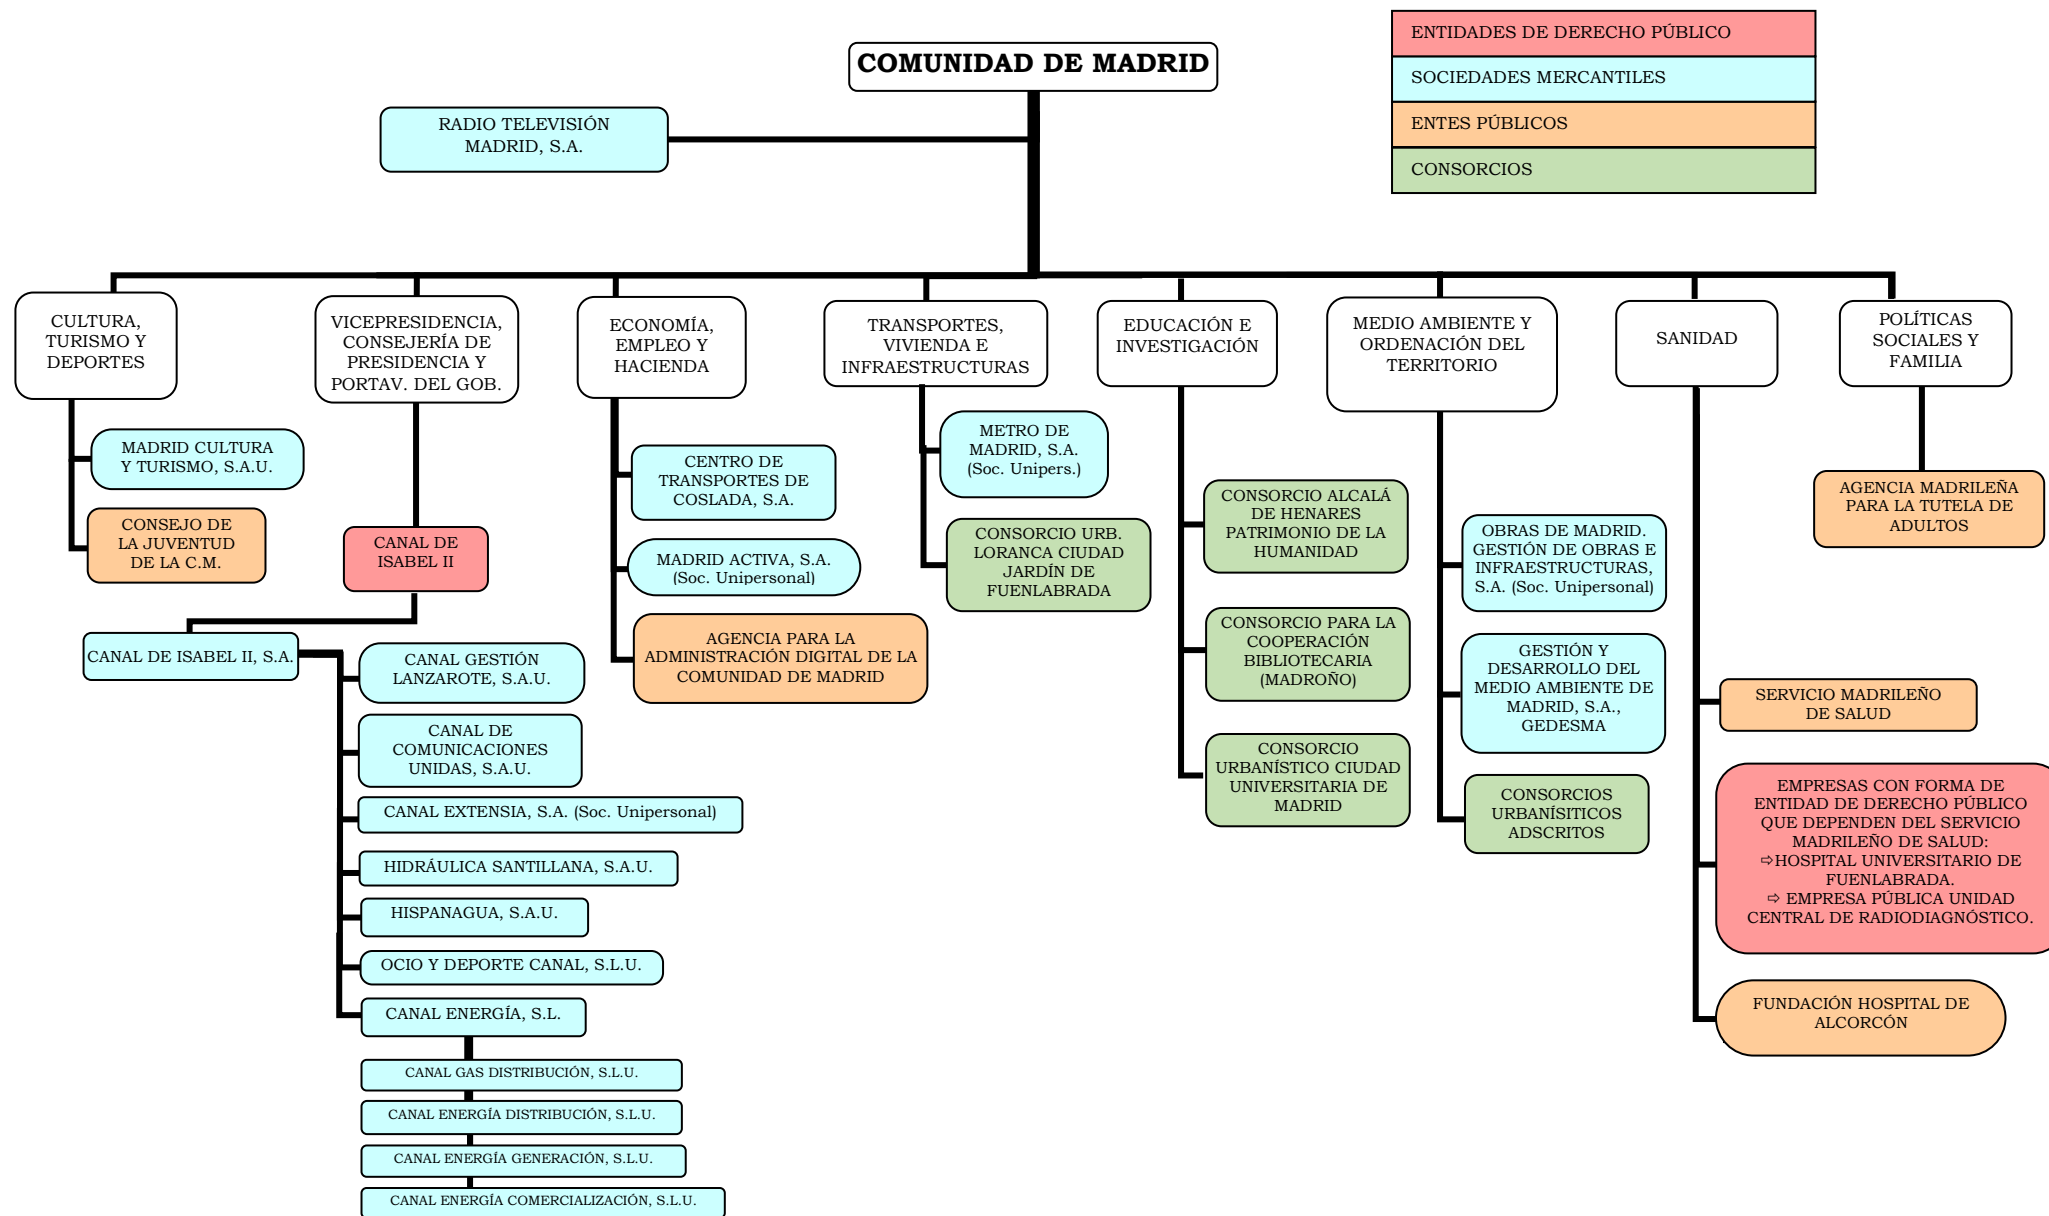 COMUNIDAD DE MADRID
ENTIDADES DE DERECHO PÚBLICO
SOCIEDADES MERCANTILES
ENTES PÚBLICOS
CONSORCIOS
RADIO TELEVISIÓN
MADRID, S.A.
CULTURA,
TURISMO Y
DEPORTES
VICEPRESIDENCIA,
CONSEJERÍA DE
PRESIDENCIA Y
PORTAV. DEL GOB.
ECONOMÍA,
EMPLEO Y
HACIENDA
TRANSPORTES,
VIVIENDA E
INFRAESTRUCTURAS
EDUCACIÓN E
INVESTIGACIÓN
MEDIO AMBIENTE Y
ORDENACIÓN DEL
TERRITORIO
SANIDAD
POLÍTICAS
SOCIALES Y
FAMILIA
MADRID CULTURA
Y TURISMO, S.A.U.
CONSEJO DE
LA JUVENTUD
DE LA C.M.
CANAL DE
ISABEL II
CANAL DE ISABEL II, S.A.
CANAL GESTIÓN
LANZAROTE, S.A.U.
CANAL DE
COMUNICACIONES
UNIDAS, S.A.U.
CANAL EXTENSIA, S.A. (Soc. Unipersonal)
HIDRÁULICA SANTILLANA, S.A.U.
HISPANAGUA, S.A.U.
OCIO Y DEPORTE CANAL, S.L.U.
CANAL ENERGÍA, S.L.
CANAL GAS DISTRIBUCIÓN, S.L.U.
CANAL ENERGÍA DISTRIBUCIÓN, S.L.U.
CANAL ENERGÍA GENERACIÓN, S.L.U.
CANAL ENERGÍA COMERCIALIZACIÓN, S.L.U.
CENTRO DE
TRANSPORTES DE
COSLADA, S.A.
MADRID ACTIVA, S.A.
(Soc. Unipersonal)
AGENCIA PARA LA
ADMINISTRACIÓN DIGITAL DE LA
COMUNIDAD DE MADRID
METRO DE
MADRID, S.A.
(Soc. Unipers.)
CONSORCIO URB.
LORANCA CIUDAD
JARDÍN DE
FUENLABRADA
CONSORCIO ALCALÁ
DE HENARES
PATRIMONIO DE LA
HUMANIDAD
CONSORCIO PARA LA
COOPERACIÓN
BIBLIOTECARIA
(MADROÑO)
CONSORCIO
URBANÍSTICO CIUDAD
UNIVERSITARIA DE
MADRID
OBRAS DE MADRID.
GESTIÓN DE OBRAS E
INFRAESTRUCTURAS,
S.A. (Soc. Unipersonal)
GESTIÓN Y
DESARROLLO DEL
MEDIO AMBIENTE DE
MADRID, S.A.,
GEDESMA
CONSORCIOS
URBANÍSITICOS
ADSCRITOS
SERVICIO MADRILEÑO
DE SALUD
EMPRESAS CON FORMA DE
ENTIDAD DE DERECHO PÚBLICO
QUE DEPENDEN DEL SERVICIO
MADRILEÑO DE SALUD:
⇨HOSPITAL UNIVERSITARIO DE
FUENLABRADA.
⇨ EMPRESA PÚBLICA UNIDAD
CENTRAL DE RADIODIAGNÓSTICO.
FUNDACIÓN HOSPITAL DE
ALCORCÓN
AGENCIA MADRILEÑA
PARA LA TUTELA DE
ADULTOS